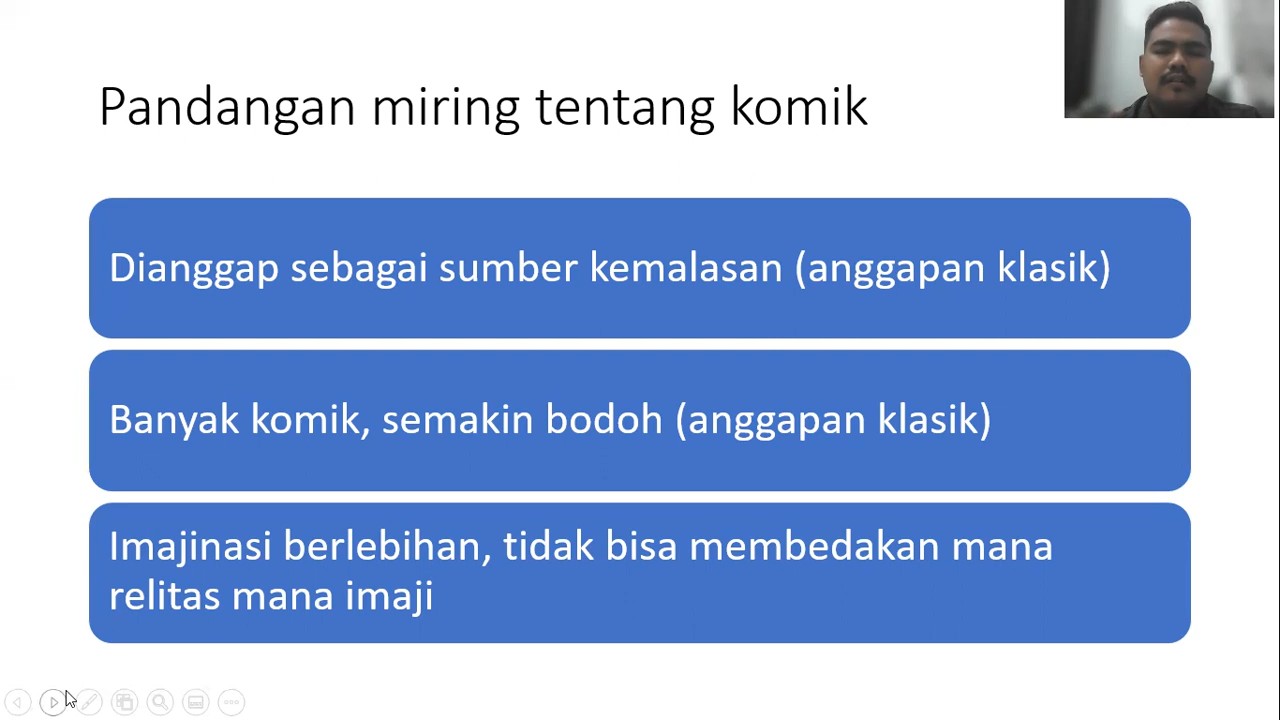 Pandangan miring tentang komik
Dianggap sebagai sumber kemalasan (anggapan klasik)
Banyak komik, semakin bodoh (anggapan klasik)
Imajinasi berlebihan, tidak bisa membedakan mana
relitas mana imaji